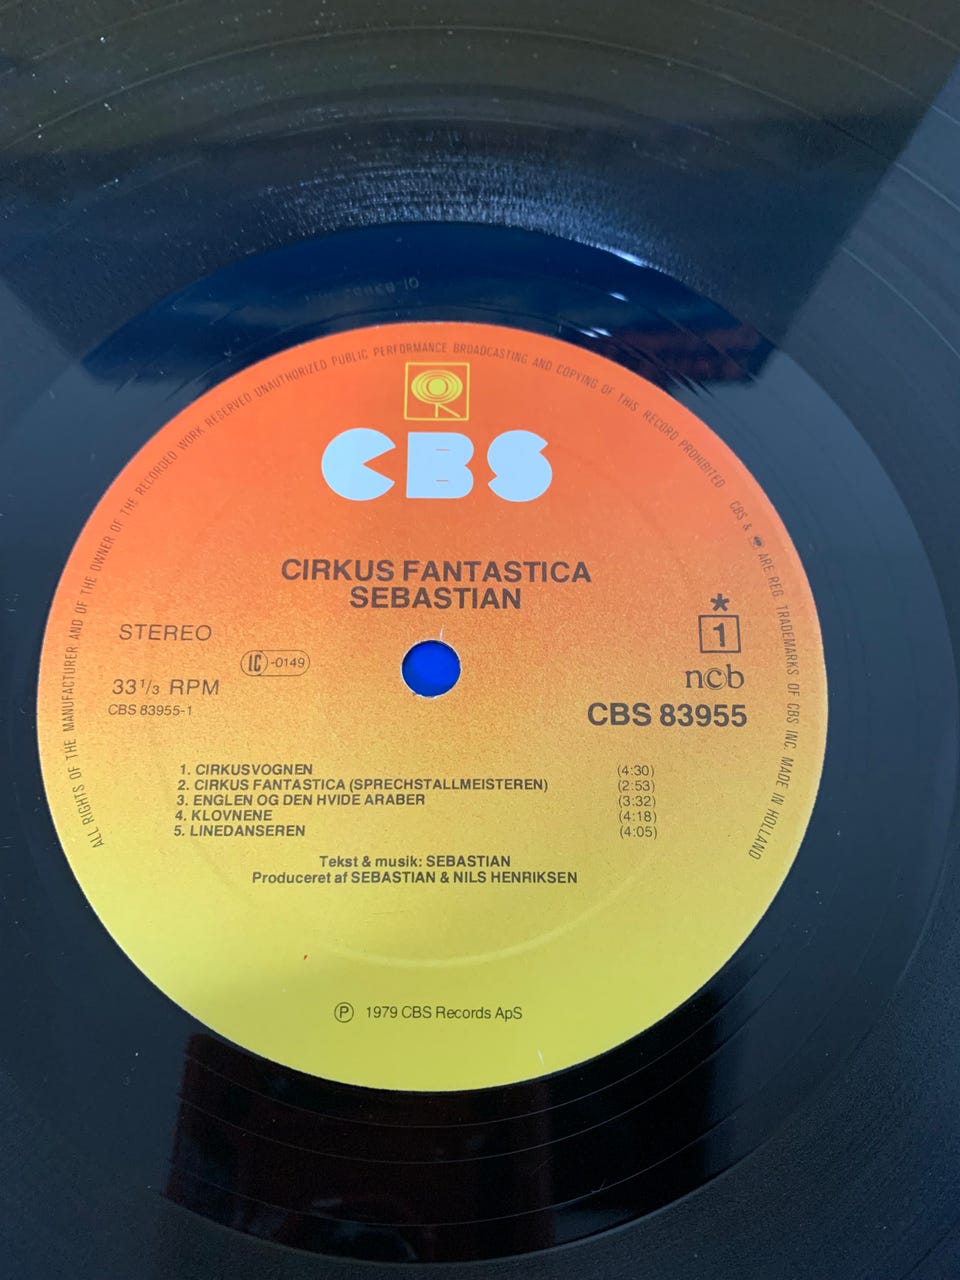 ALL RIGHTS OF THE MANUFACTURER AND OF THE OWNER OF THE RECORDED WORK RESERVED UNAUTHORIZED PUBLIC PERFORMANCE BROADCASTING AND COPYING OF THIS RECORD PROHIBITED CBS & ARE REG. TRADEMARKS OF CBS INC. MADE IN HOLLAND
CBS
CIRKUS FANTASTICA
SEBASTIAN
STEREO
LC-0149
33 1/3 RPM
CBS 83955-1
*
1
ncb
CBS 83955
1. CIRKUSVOGNEN (4:30)
2. CIRKUS FANTASTICA (SPRECHSTALLMEISTEREN) (2:53)
3. ENGLEN OG DEN HVIDE ARABER (3:32)
4. KLOVNENE (4:18)
5. LINEDANSEREN (4:05)
Tekst & musik: SEBASTIAN
Produceret af SEBASTIAN & NILS HENRIKSEN
Ⓟ 1979 CBS Records ApS